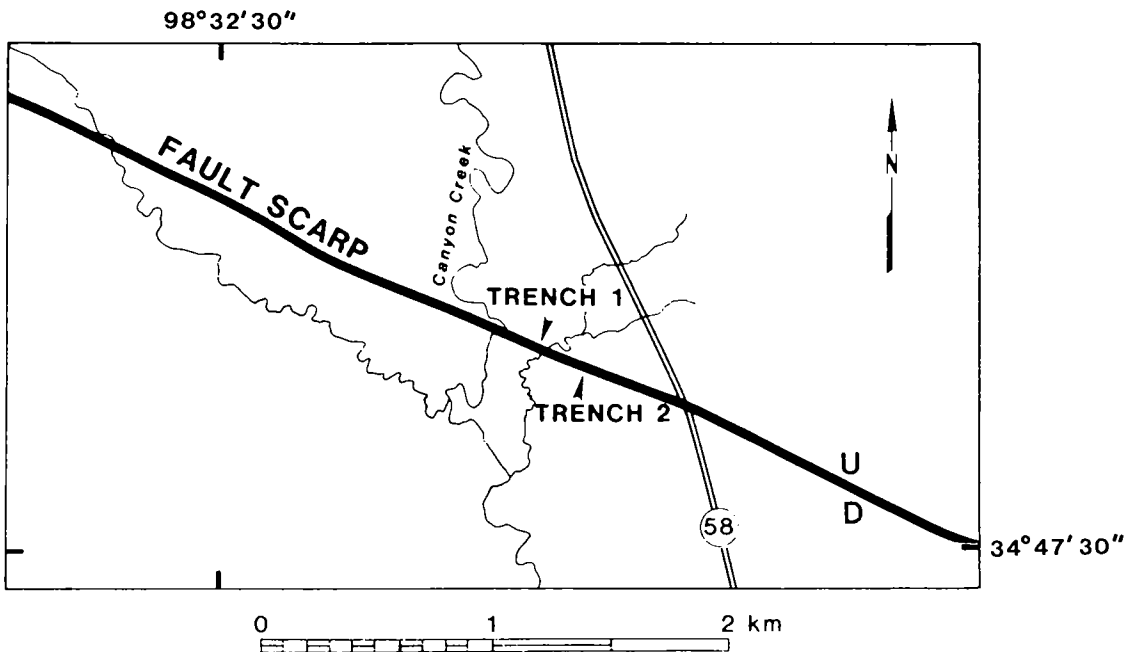 98°32'30"
FAULT SCARP
Canyon Creek
N
TRENCH 1
TRENCH 2
U
D
58
34°47'30"
0 1 2 km